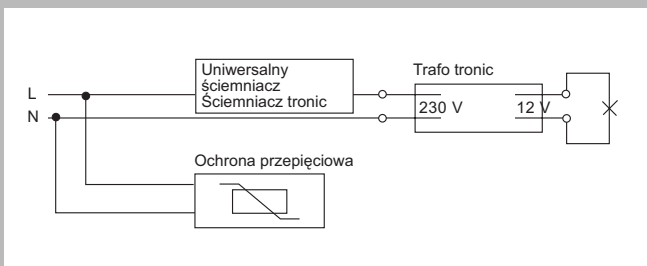 Uniwersalny
ściemniacz
Ściemniacz tronic
Trafo tronic
L
N
230 V
12 V
Ochrona przepięciowa